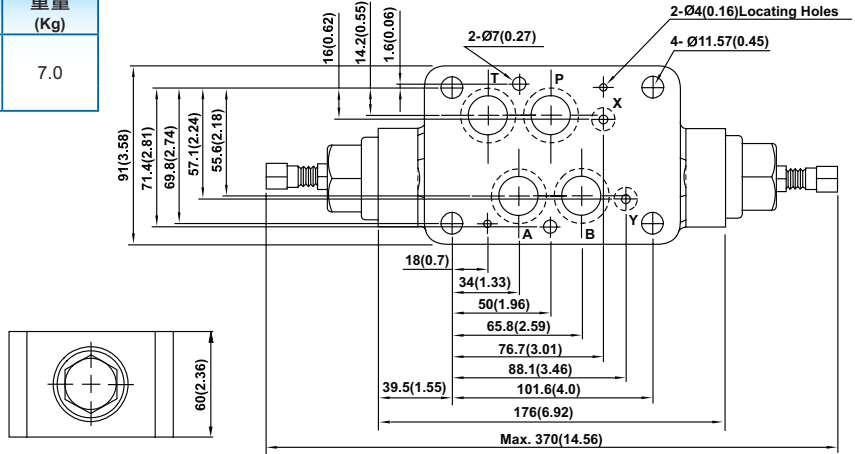 重量
(Kg)
7.0
2-Ø4(0.16)Locating Holes
4- Ø11.57(0.45)
2-Ø7(0.27)
16(0.62)
14.2(0.55)
1.6(0.06)
T
P
X
91(3.58)
71.4(2.81)
69.8(2.74)
57.1(2.24)
55.6(2.18)
A
B
Y
18(0.7)
34(1.33)
50(1.96)
65.8(2.59)
76.7(3.01)
88.1(3.46)
39.5(1.55)
101.6(4.0)
176(6.92)
Max. 370(14.56)
60(2.36)